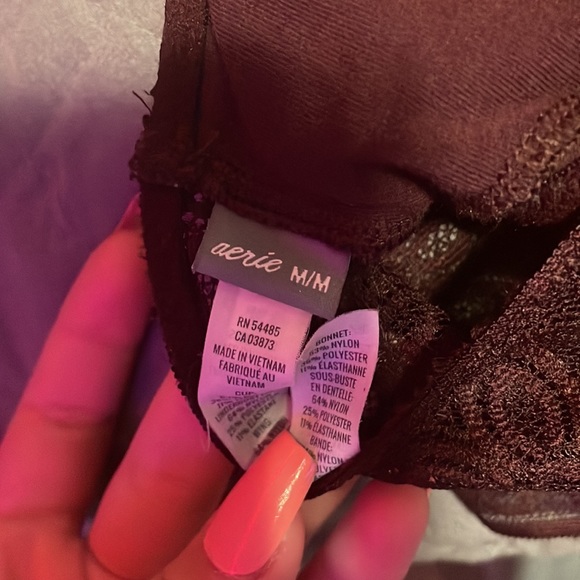 aerie M/M
RN 54485
CA 03873
MADE IN VIETNAM
FABRIQUÉ AU
VIETNAM
BONNET:
NYLON
POLYESTER
11% ÉLASTHANNE
SOUS-BUSTE
EN DENTELLE:
64% NYLON
25% POLYESTER
11% ÉLASTHANNE
BANDE:
NYLON